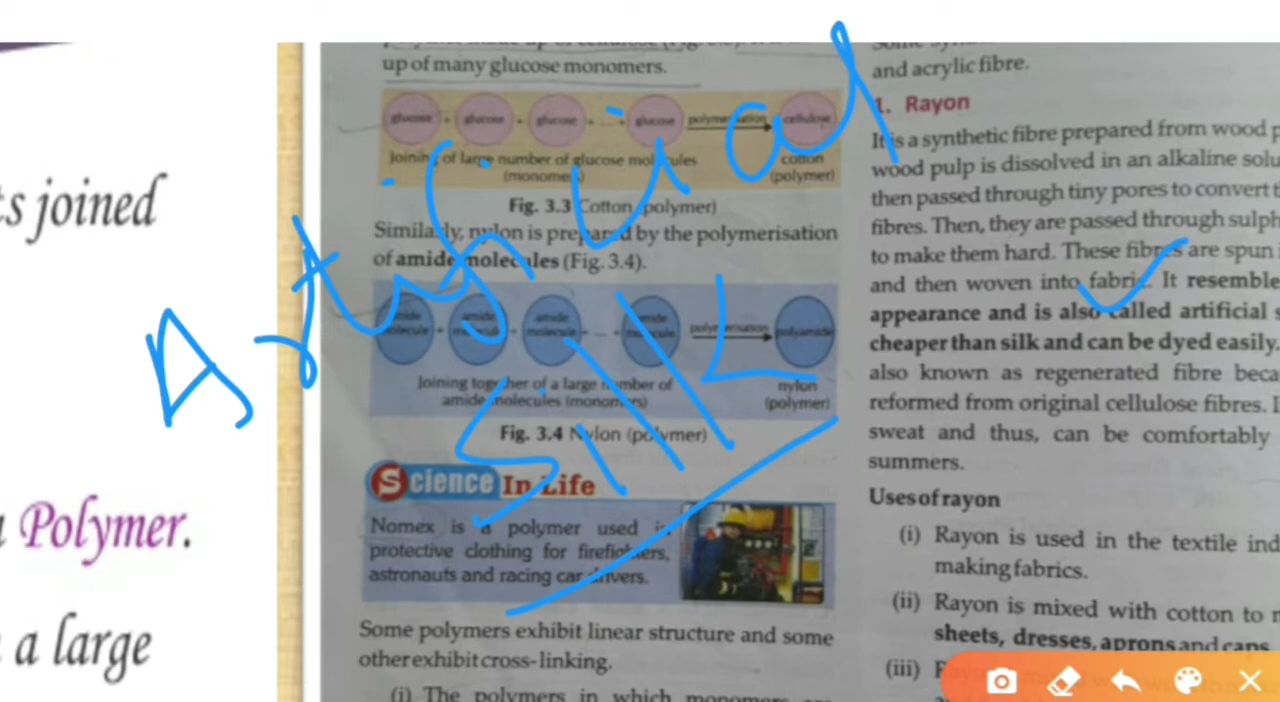 s joined
Polymer.
a large
up of many glucose monomers.
glucose + glucose + glucose + ... + glucose polymerisation cellulose
Joining of large number of glucose molecules
(monomers)
cotton
(polymer)
Fig. 3.3 Cotton (polymer)
Similarly, nylon is prepared by the polymerisation
of amide molecules (Fig. 3.4).
amide molecule + amide molecule + amide molecule + ... + amide molecule polymerisation polyamide
Joining together of a large number of
amide molecules (monomers)
nylon
(polymer)
Fig. 3.4 Nylon (polymer)
Science In Life
Nomex is a polymer used in
protective clothing for firefighters,
astronauts and racing car drivers.
Some polymers exhibit linear structure and some
other exhibit cross-linking.
(i) The polymers in which monomers
and acrylic fibre.
1. Rayon
It is a synthetic fibre prepared from wood p
wood pulp is dissolved in an alkaline solu
then passed through tiny pores to convert t
fibres. Then, they are passed through sulph
to make them hard. These fibres are spun
and then woven into fabric. It resemble
appearance and is also called artificial s
cheaper than silk and can be dyed easily.
also known as regenerated fibre beca
reformed from original cellulose fibres. I
sweat and thus, can be comfortably
summers.
Uses of rayon
(i) Rayon is used in the textile ind
making fabrics.
(ii) Rayon is mixed with cotton to
sheets, dresses, aprons and caps
(iii)
Artificial
Silk